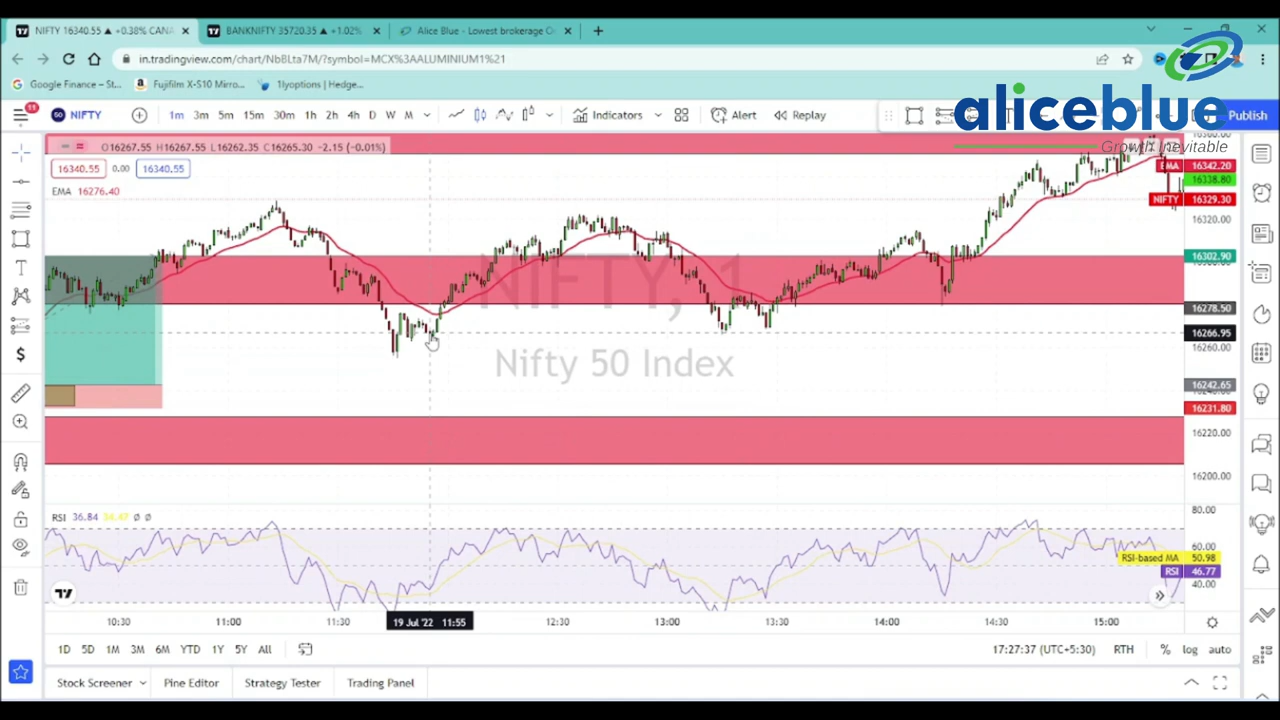 NIFTY 16340.55 ▲ +0.38% CANA
BANKNIFTY 35720.35 ▲ +1.02%
Alice Blue - Lowest brokerage
in.tradingview.com/chart/NbBLta7M/?symbol=MCX%3AALUMINIUM1%21
Google Finance - St...
Fujifilm X-S10 Mirro...
1lyoptions | Hedge...
aliceblue
Growth Inevitable
11
NIFTY
1m 3m 5m 15m 30m 1h 2h 4h D W M
Indicators
Alert
Replay
Publish
O16267.55 H16267.55 L16262.35 C16265.30 -2.15 (-0.01%)
16340.55 0.00 16340.55
EMA 16276.40
EMA 16342.20
16338.80
NIFTY 16329.30
16320.00
16302.90
16278.50
16266.95
16260.00
16242.65
16231.80
16220.00
16200.00
NIFTY, 1
Nifty 50 Index
RSI 36.84
80.00
60.00
RSI-based MA 50.98
RSI 46.77
40.00
10:30 11:00 11:30 19 Jul '22 11:55 12:30 13:00 13:30 14:00 14:30 15:00
1D 5D 1M 3M 6M YTD 1Y 5Y All
17:27:37 (UTC+5:30) RTH % log auto
Stock Screener Pine Editor Strategy Tester Trading Panel